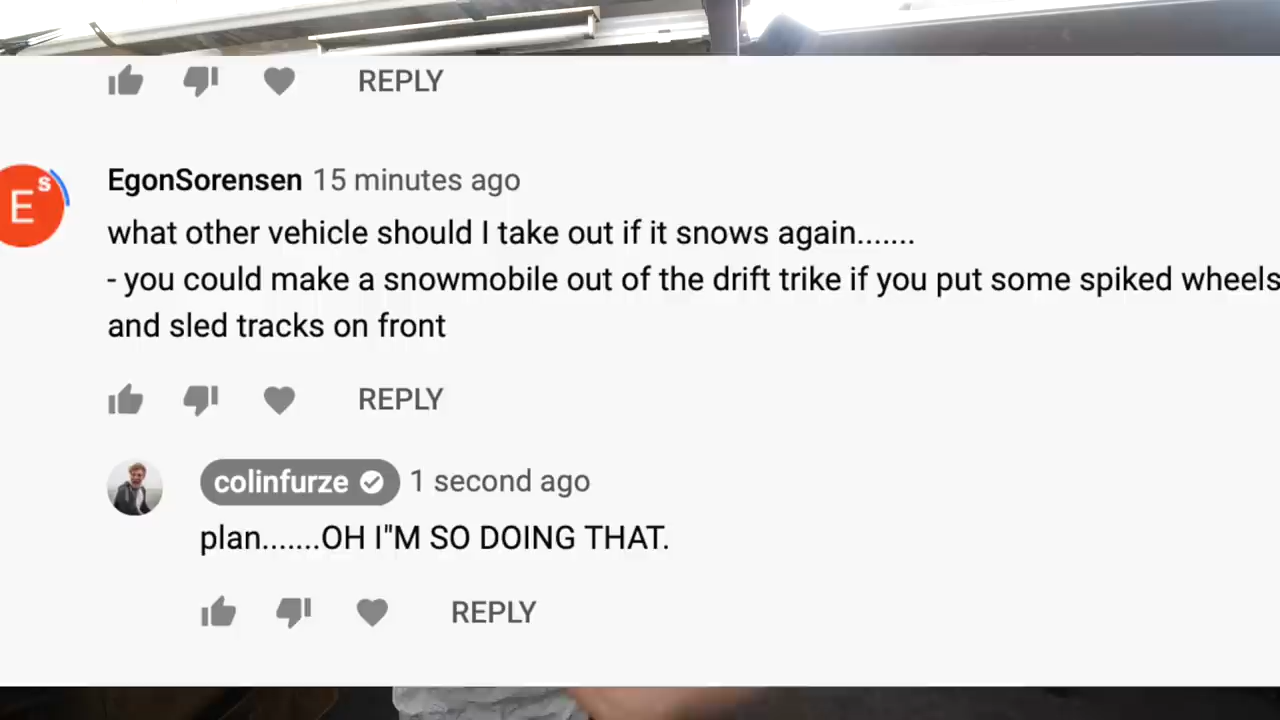 REPLY
E s
EgonSorensen 15 minutes ago
what other vehicle should I take out if it snows again.......
- you could make a snowmobile out of the drift trike if you put some spiked wheels
and sled tracks on front
REPLY
colinfurze 1 second ago
plan.......OH I"M SO DOING THAT.
REPLY